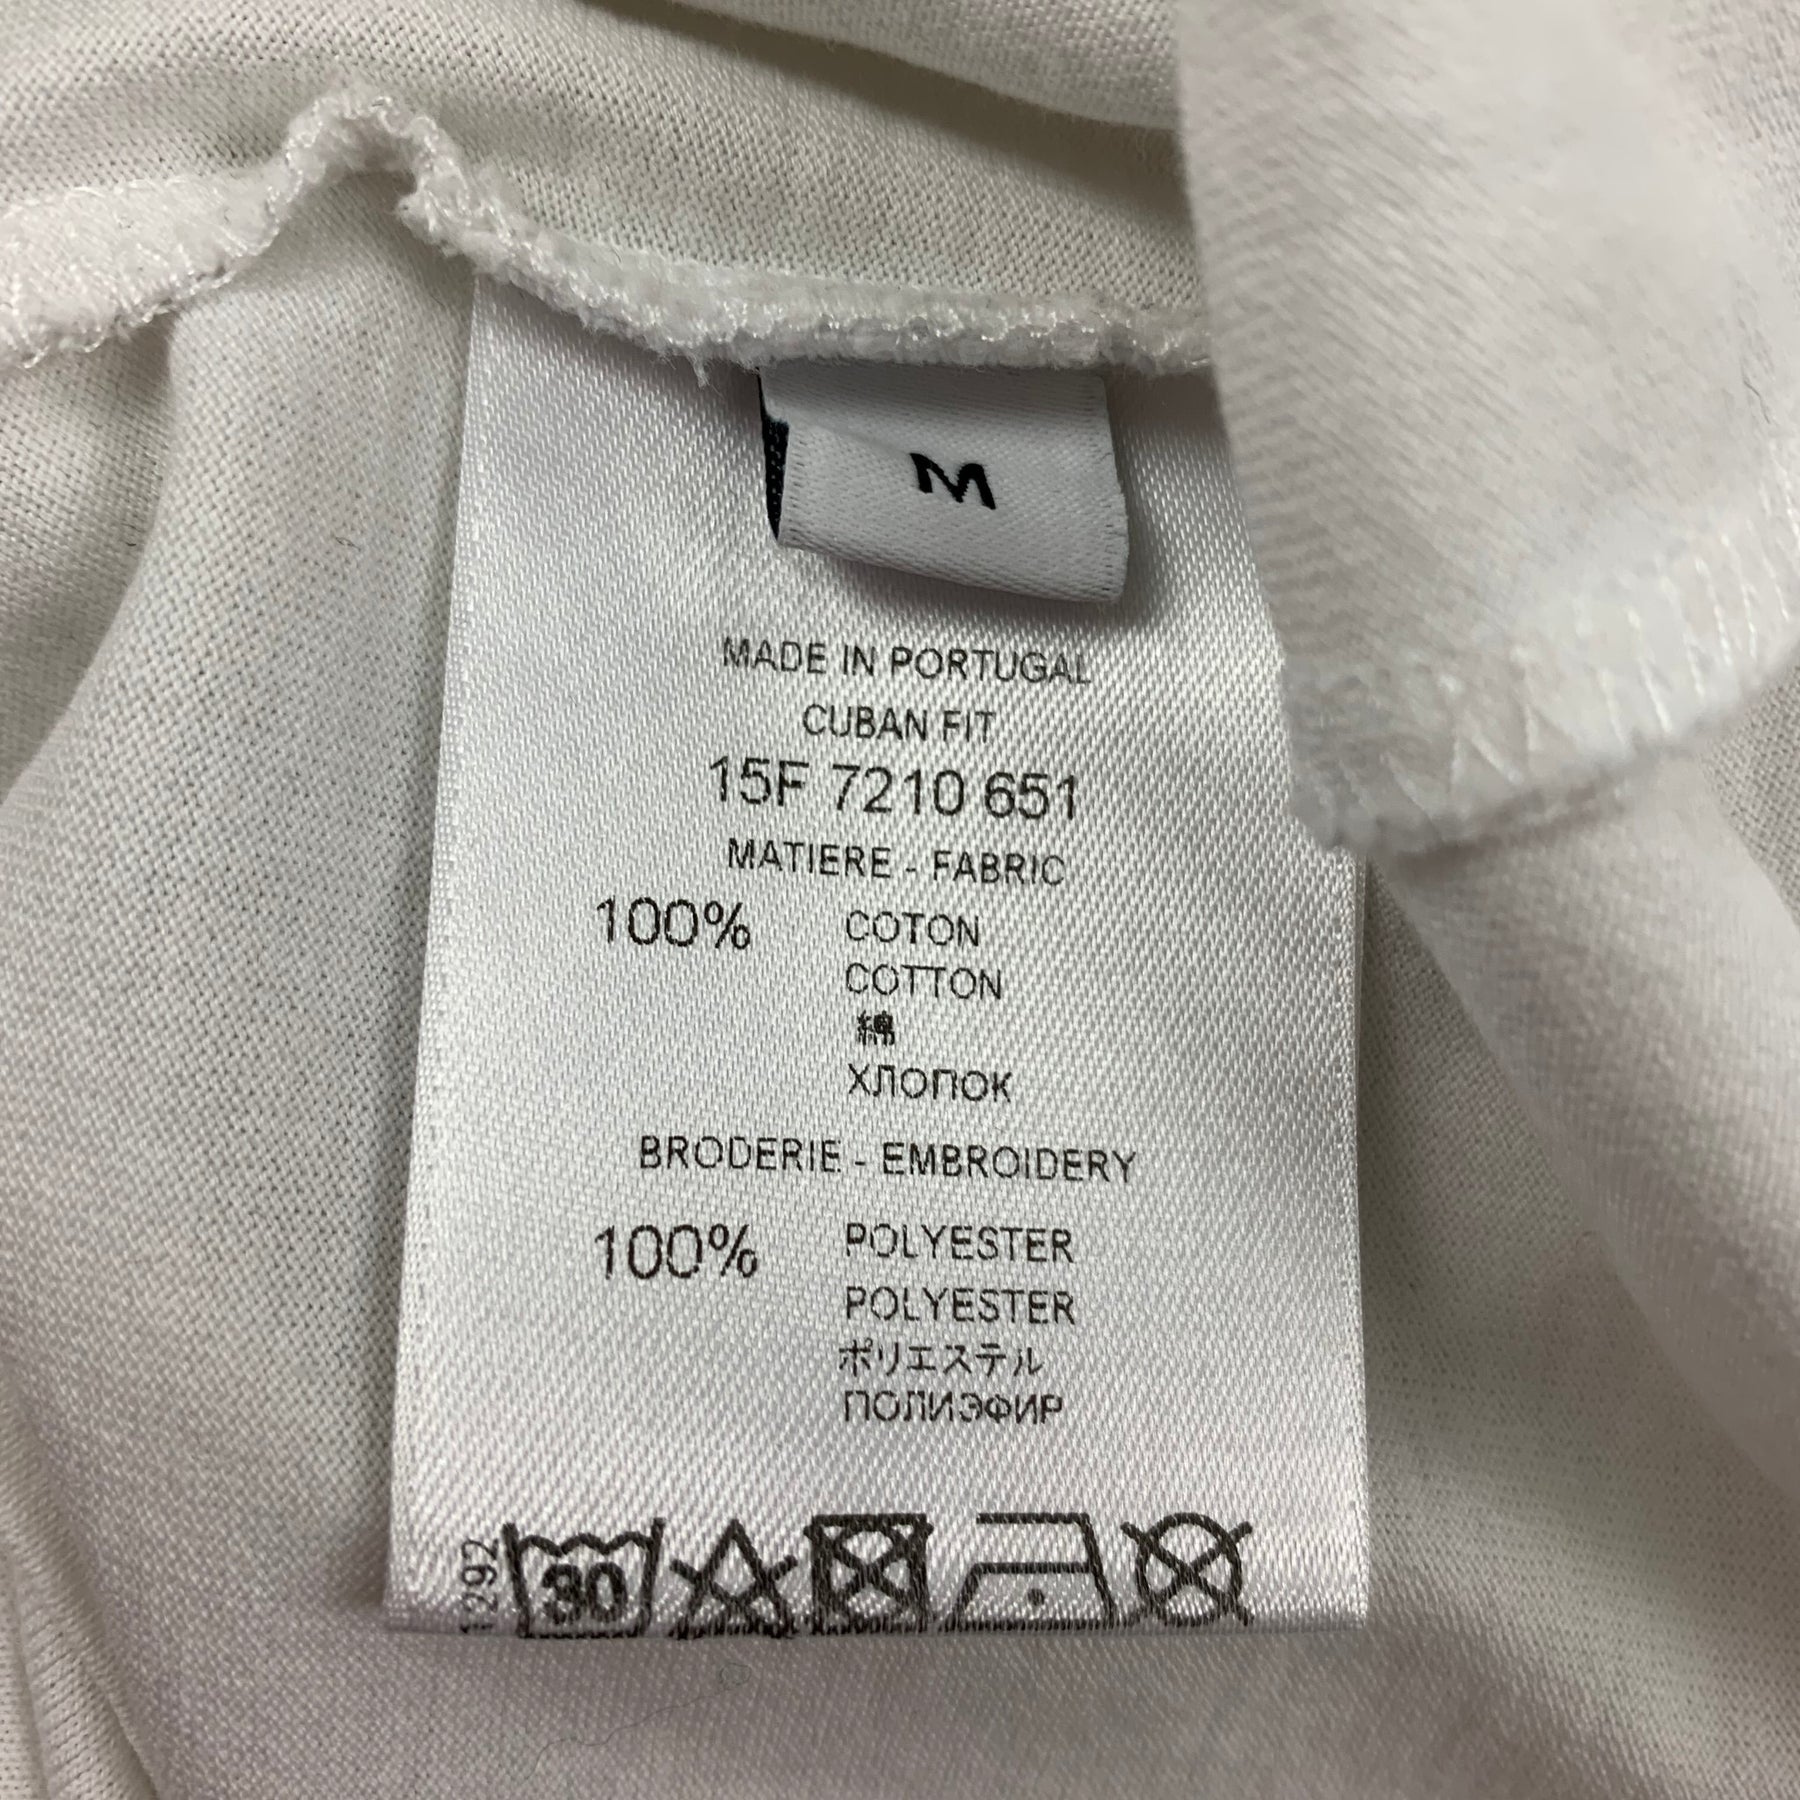 M
MADE IN PORTUGAL
CUBAN FIT
15F 7210 651
MATIERE - FABRIC
100% COTON
COTTON
綿
ХЛОПОК
BRODERIE - EMBROIDERY
100% POLYESTER
POLYESTER
ポリエステル
ПОЛИЭФИР
1292
30